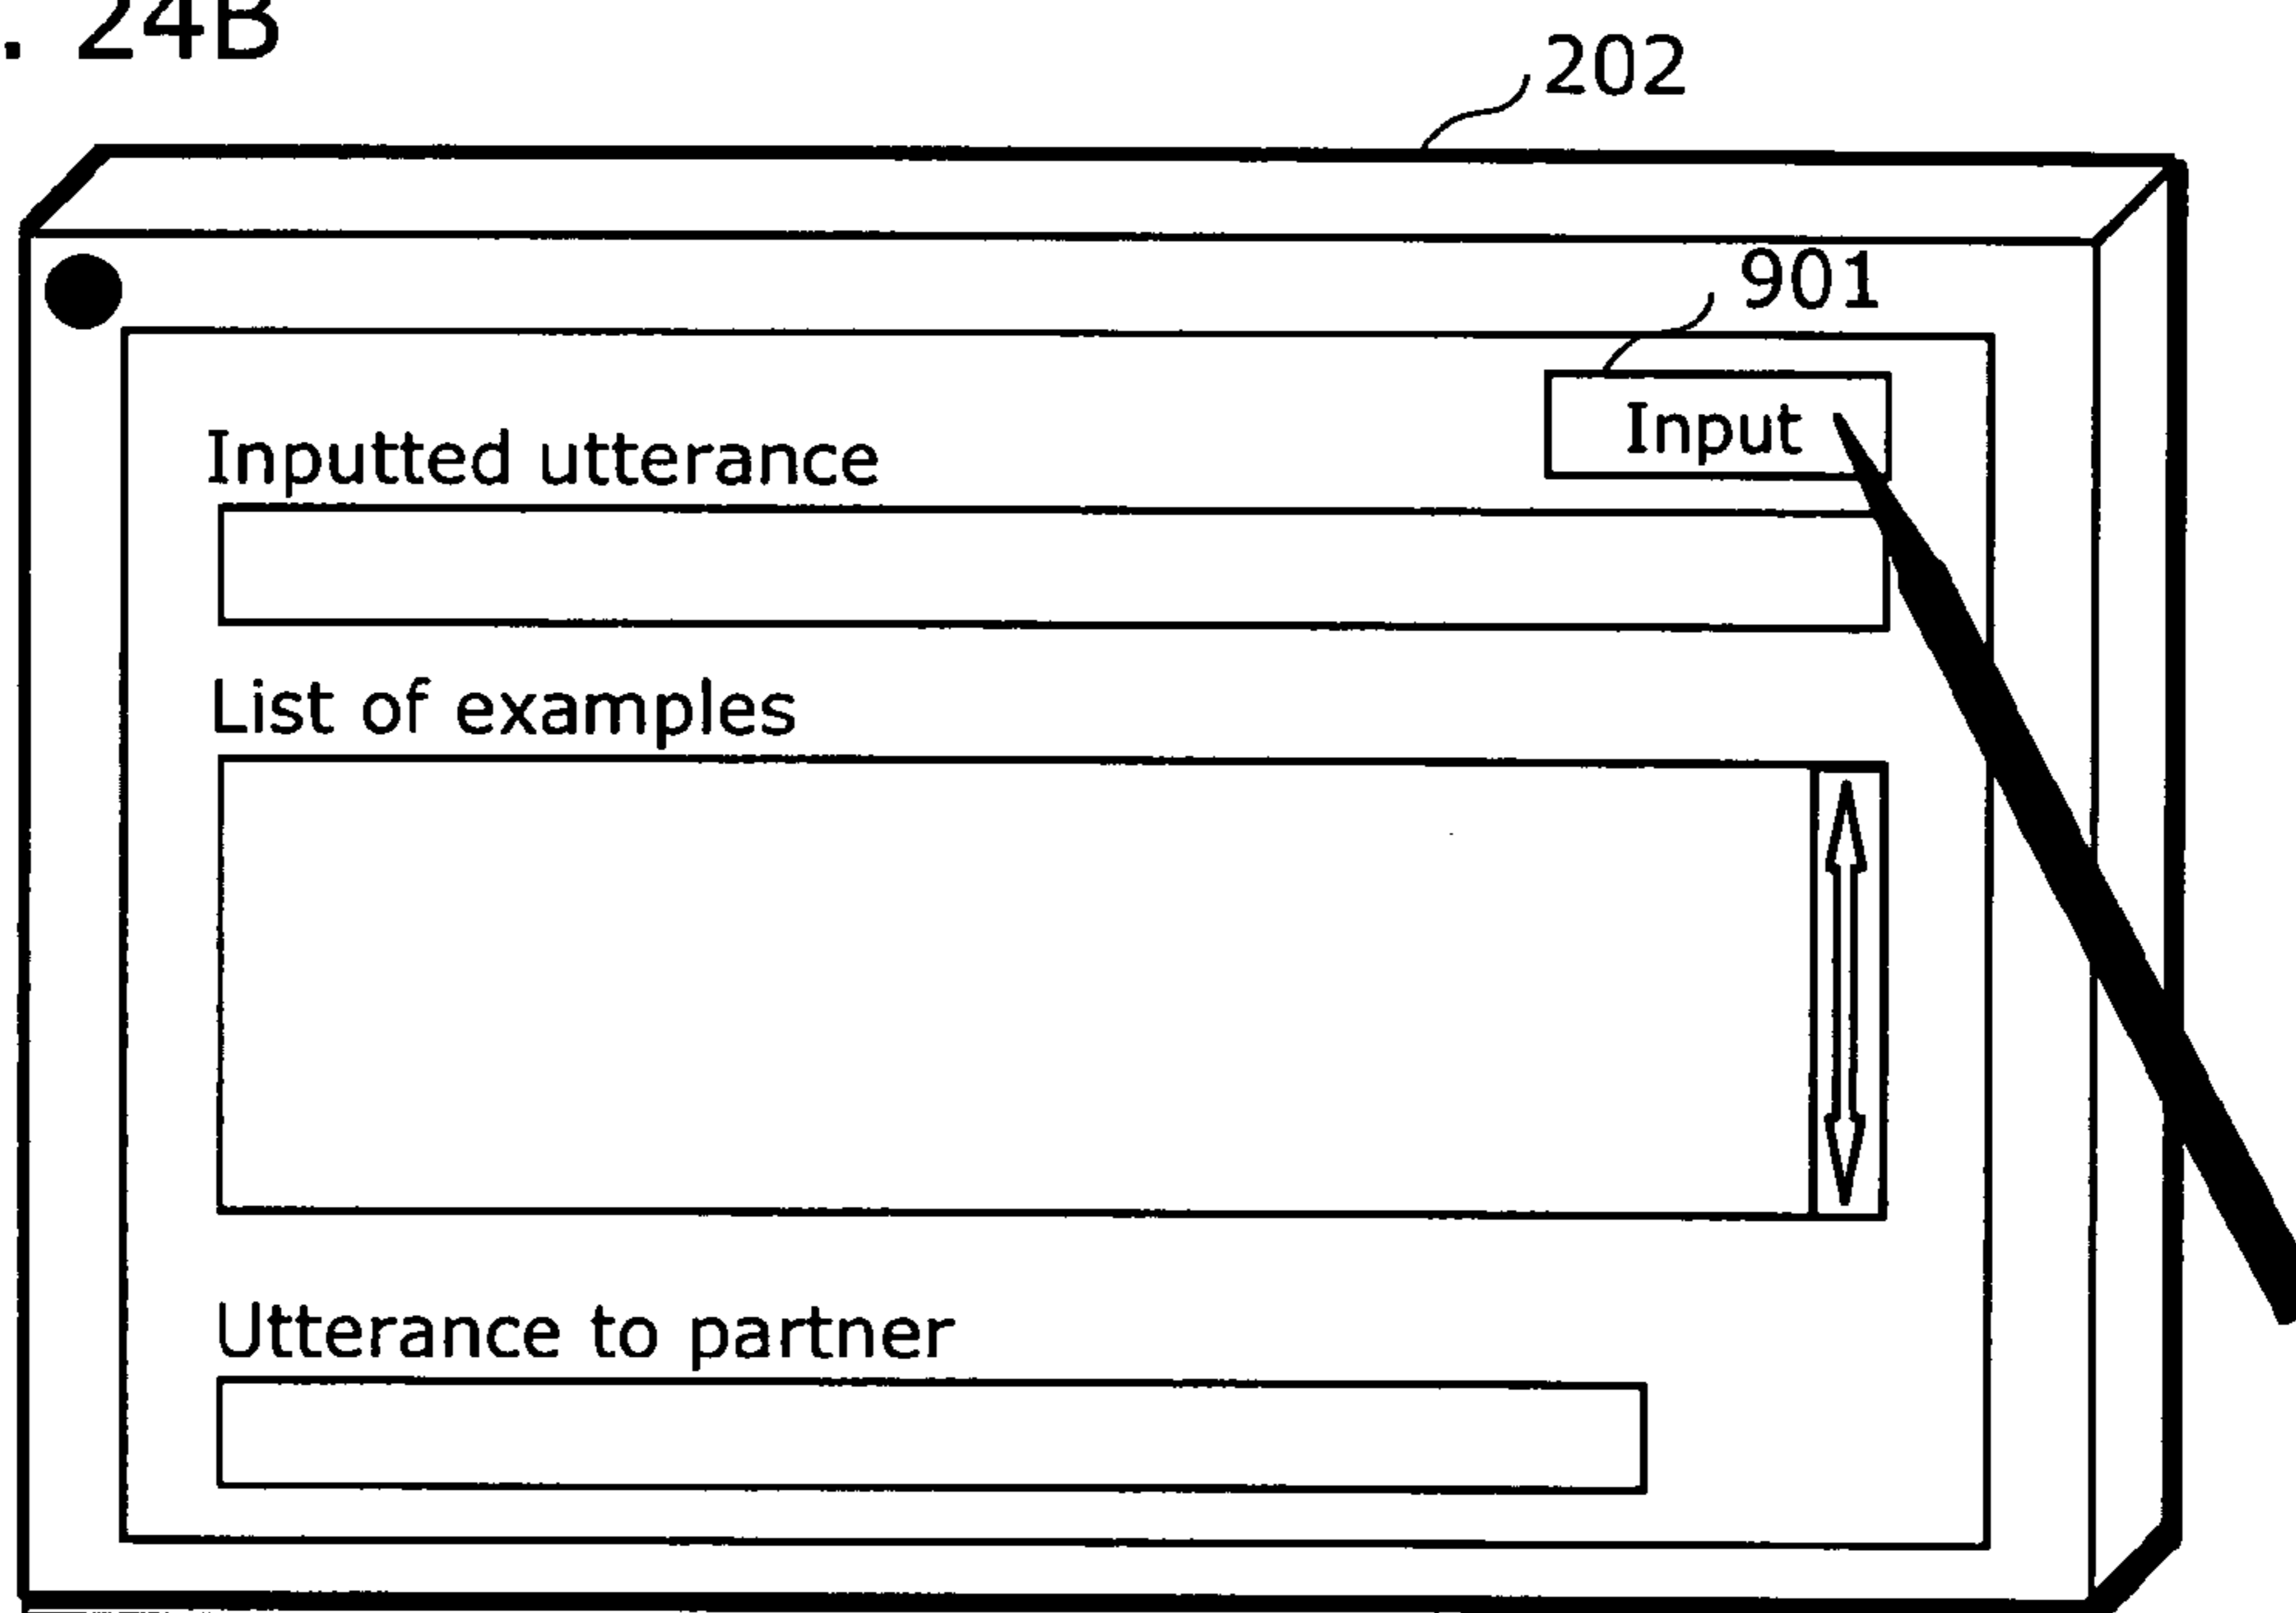 . 24B
202
901
Input
Inputted utterance
List of examples
Utterance to partner